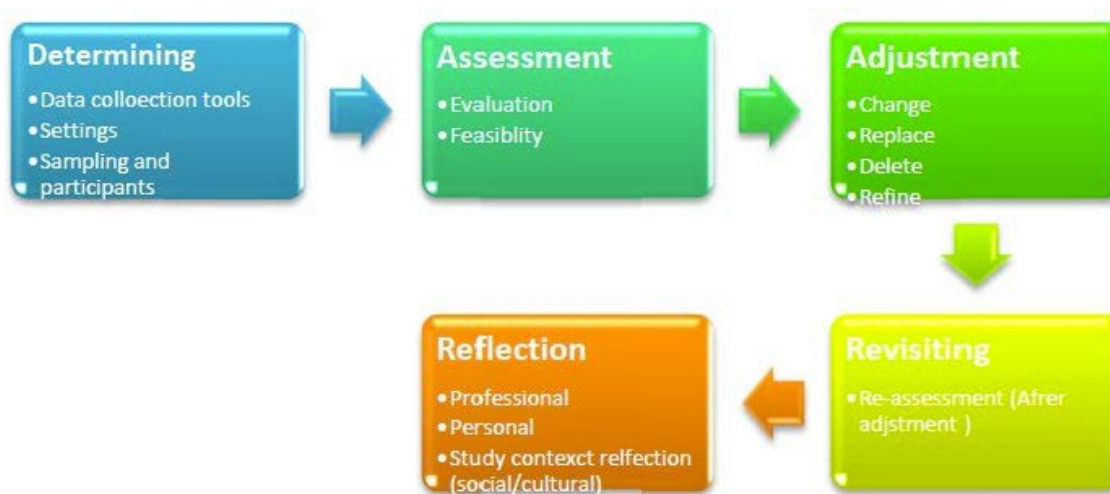 Determining
•Data colloection tools
•Settings
•Sampling and
participants
Assessment
•Evaluation
•Feasiblity
Adjustment
•Change
•Replace
•Delete
•Refine
Revisiting
•Re-assessment (Afrer
adjstment )
Reflection
•Professional
•Personal
•Study contexct relfection
(social/cultural)